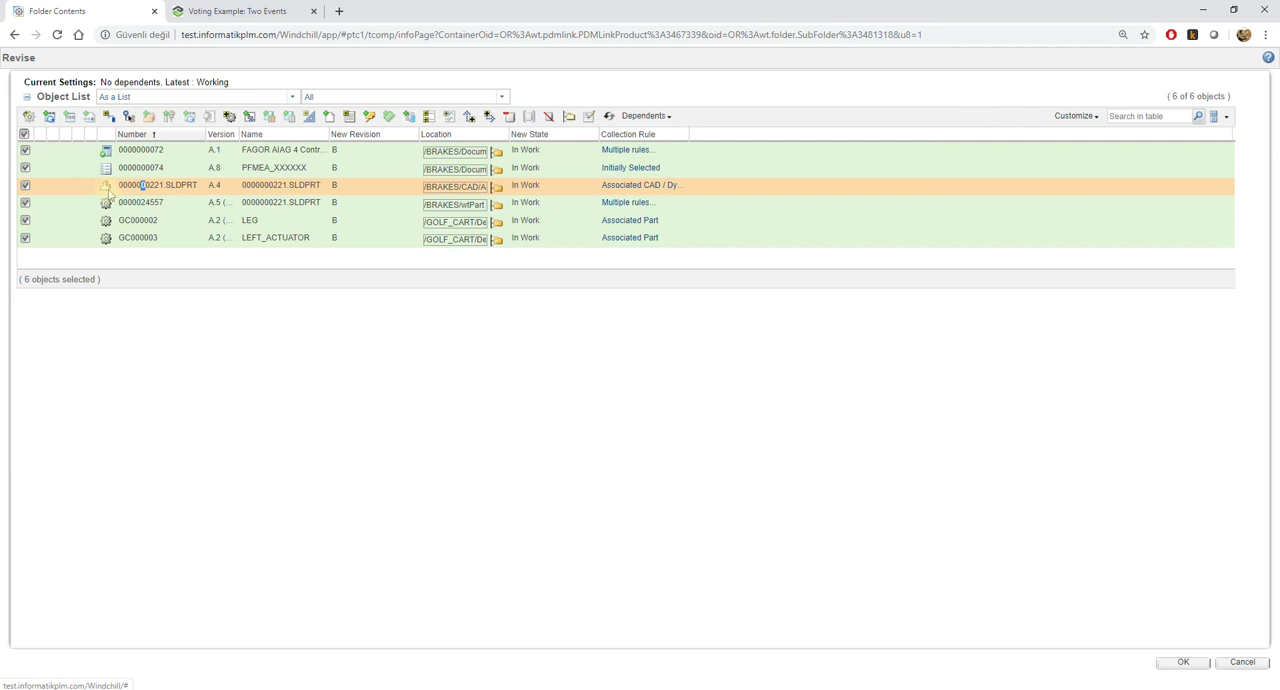 Folder Contents
Voting Example: Two Events
Güvenli değil
test.informatikplm.com/Windchill/app/#ptc1/tcomp/infoPage?ContainerOid=OR%3Awt.pdmlink.PDMLinkProduct%3A3467339&oid=OR%3Awt.folder.SubFolder%3A3481318&u8=1
Revise
Current Settings: No dependents, Latest : Working
Object List As a List All ( 6 of 6 objects )
Dependents Customize Search in table
Number Version Name New Revision Location New State Collection Rule
0000000072 A.1 FAGOR AIAG 4 Contr... B /BRAKES/Docum In Work Multiple rules...
0000000074 A.8 PFMEA_XXXXXX B /BRAKES/Docum In Work Initially Selected
0000000221.SLDPRT A.4 0000000221.SLDPRT B /BRAKES/CAD/A In Work Associated CAD / Dy...
0000024557 A.5 (... 0000000221.SLDPRT B /BRAKES/wtPart In Work Multiple rules...
GC000002 A.2 (... LEG B /GOLF_CART/De In Work Associated Part
GC000003 A.2 (... LEFT_ACTUATOR B /GOLF_CART/De In Work Associated Part
( 6 objects selected )
OK Cancel
test.informatikplm.com/Windchill/#